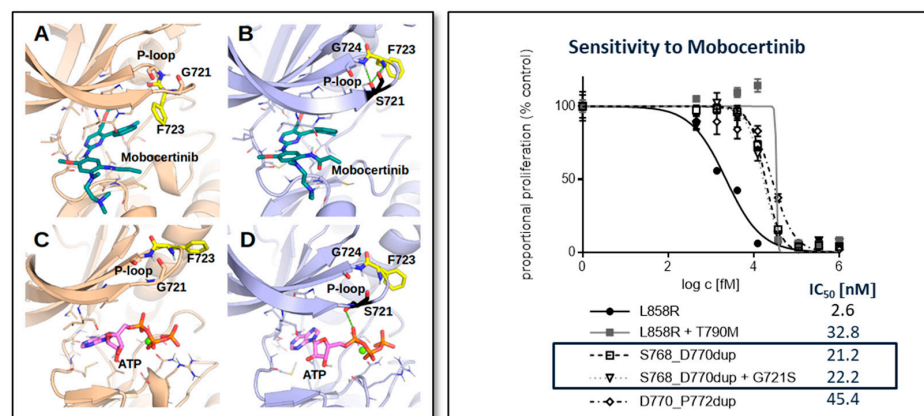 A
P-loop
G721
F723
Mobocertinib
B
G724
F723
P-loop
S721
Mobocertinib
C
F723
P-loop
G721
ATP
D
G724
F723
P-loop
S721
ATP
Sensitivity to Mobocertinib
proportional proliferation (% control)
100
50
0
0 2 4 6
log c [fM]
IC50 [nM]
L858R 2.6
L858R + T790M 32.8
S768_D770dup 21.2
S768_D770dup + G721S 22.2
D770_P772dup 45.4